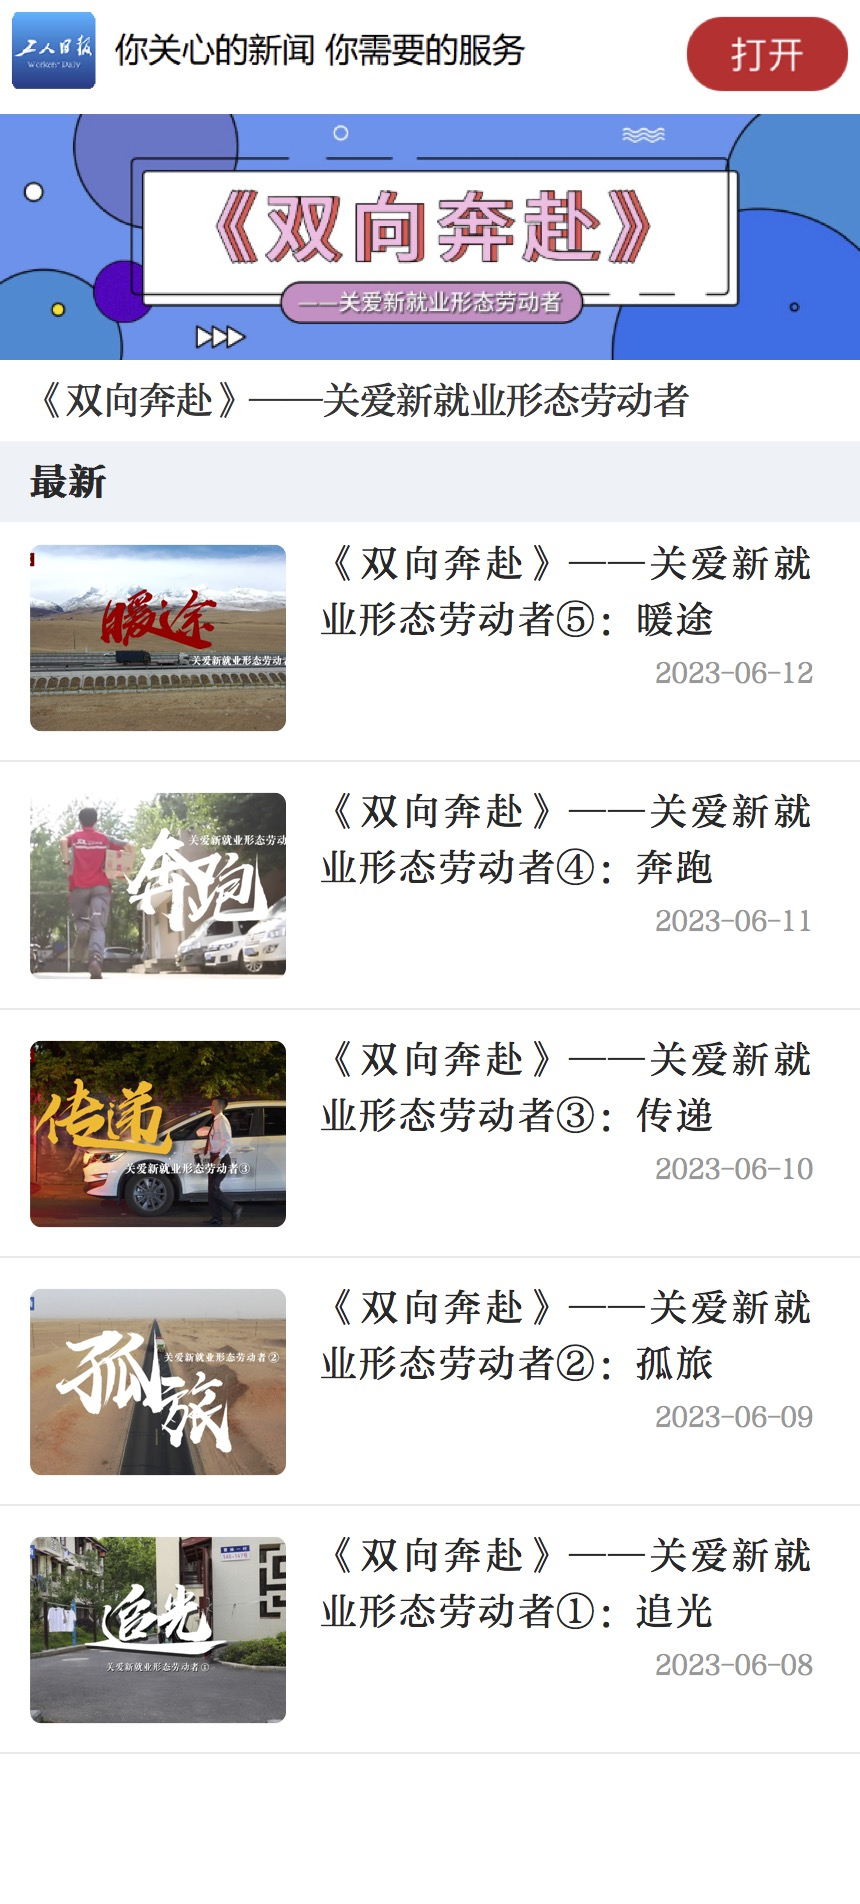 工人日报
Workers' Daily
你关心的新闻 你需要的服务
打开
《双向奔赴》
——关爱新就业形态劳动者
《双向奔赴》——关爱新就业形态劳动者
最新
暖途
关爱新就业形态劳动者
《双向奔赴》——关爱新就
业形态劳动者⑤：暖途
2023-06-12
关爱新就业形态劳动
奔跑
《双向奔赴》——关爱新就
业形态劳动者④：奔跑
2023-06-11
传递
关爱新就业形态劳动者③
《双向奔赴》——关爱新就
业形态劳动者③：传递
2023-06-10
孤旅
关爱新就业形态劳动者②
《双向奔赴》——关爱新就
业形态劳动者②：孤旅
2023-06-09
追光
关爱新就业形态劳动者①
《双向奔赴》——关爱新就
业形态劳动者①：追光
2023-06-08